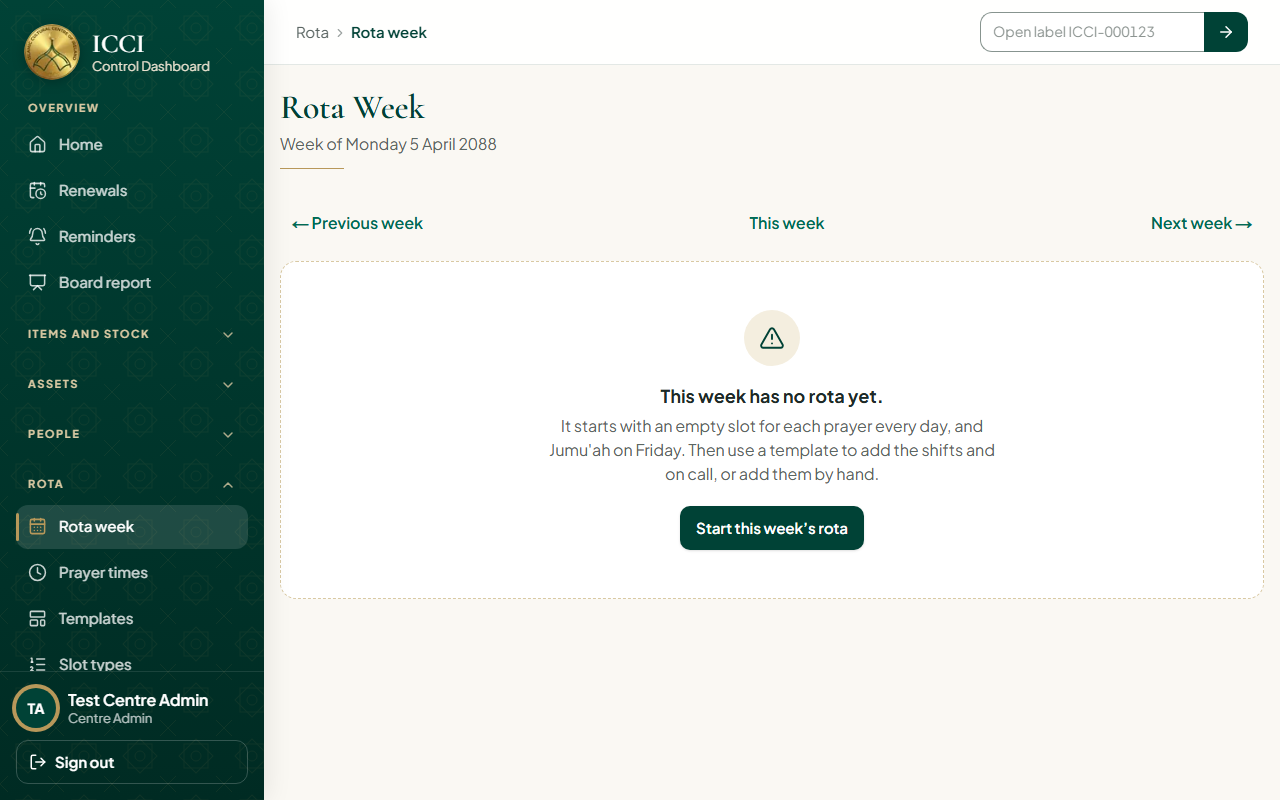 ICCI
Control Dashboard
OVERVIEW
Home
Renewals
Reminders
Board report
ITEMS AND STOCK
ASSETS
PEOPLE
ROTA
Rota week
Prayer times
Templates
Slot types
TA
Test Centre Admin
Centre Admin
Sign out
Rota › Rota week
Open label ICCI-000123
Rota Week
Week of Monday 5 April 2088
← Previous week
This week
Next week →
This week has no rota yet.
It starts with an empty slot for each prayer every day, and
Jumu'ah on Friday. Then use a template to add the shifts and
on call, or add them by hand.
Start this week’s rota